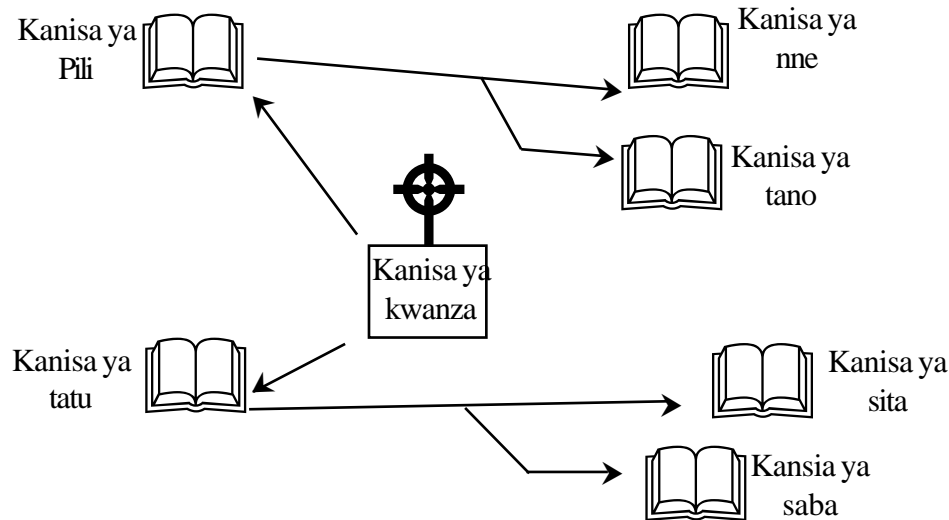 Kanisa ya
Pili
Kanisa ya
nne
Kanisa ya
tano
Kanisa ya
kwanza
Kanisa ya
tatu
Kanisa ya
sita
Kansia ya
saba